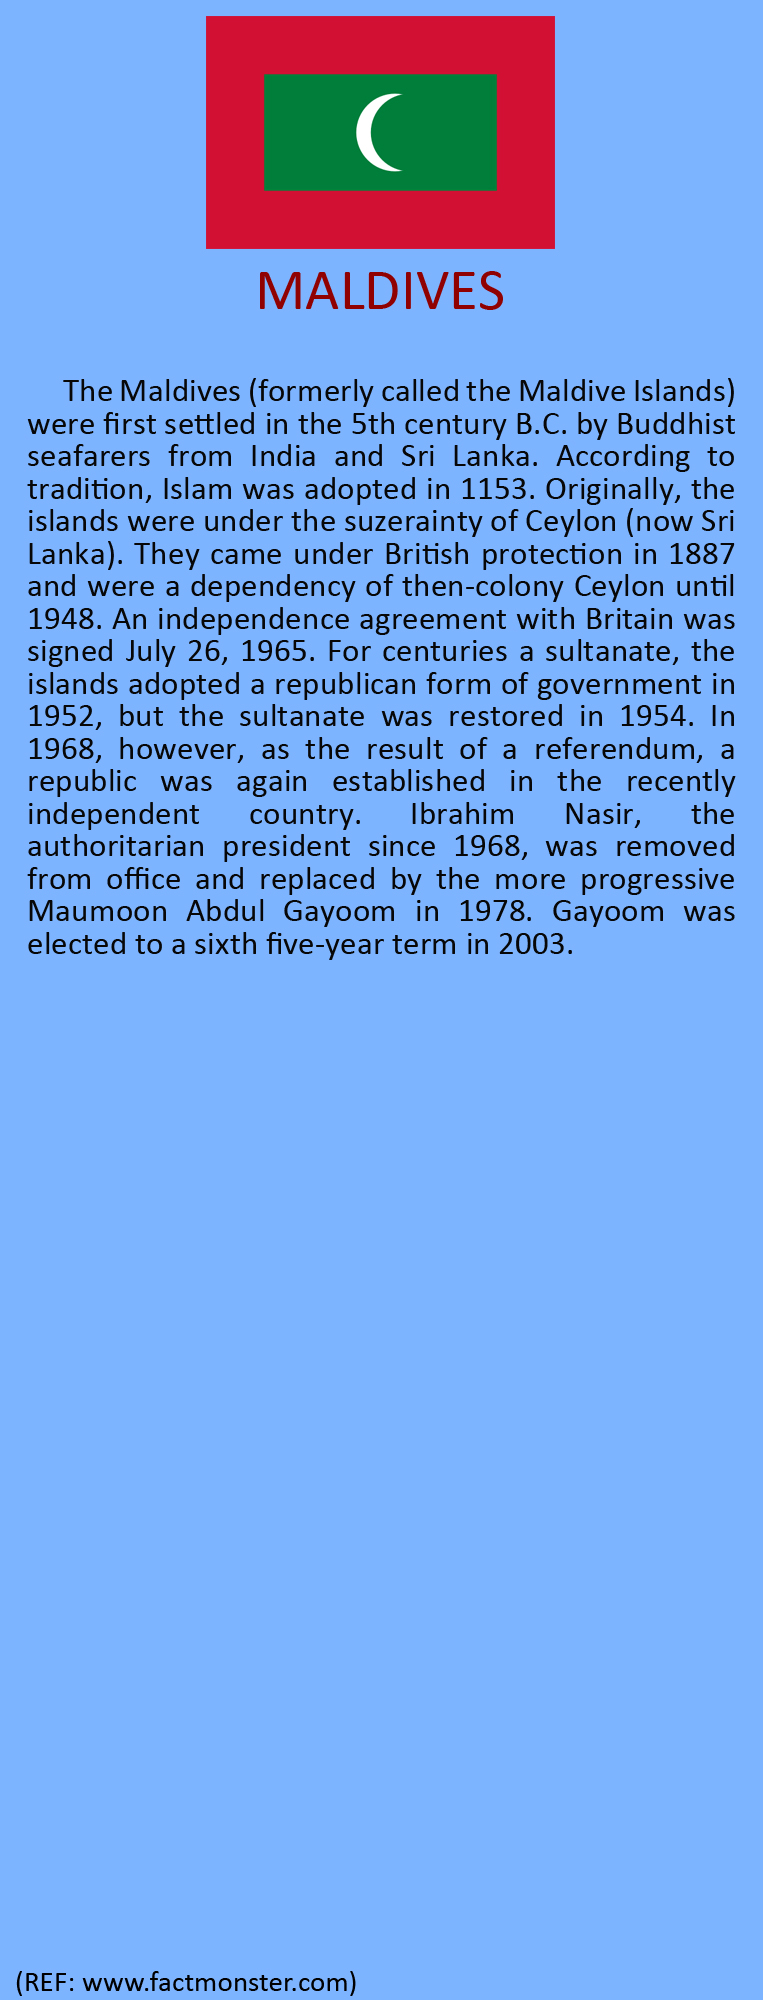 MALDIVES
The Maldives (formerly called the Maldive Islands)
were first settled in the 5th century B.C. by Buddhist
seafarers from India and Sri Lanka. According to
tradition, Islam was adopted in 1153. Originally, the
islands were under the suzerainty of Ceylon (now Sri
Lanka). They came under British protection in 1887
and were a dependency of then-colony Ceylon until
1948. An independence agreement with Britain was
signed July 26, 1965. For centuries a sultanate, the
islands adopted a republican form of government in
1952, but the sultanate was restored in 1954. In
1968, however, as the result of a referendum, a
republic was again established in the recently
independent country. Ibrahim Nasir, the
authoritarian president since 1968, was removed
from office and replaced by the more progressive
Maumoon Abdul Gayoom in 1978. Gayoom was
elected to a sixth five-year term in 2003.
(REF: www.factmonster.com)